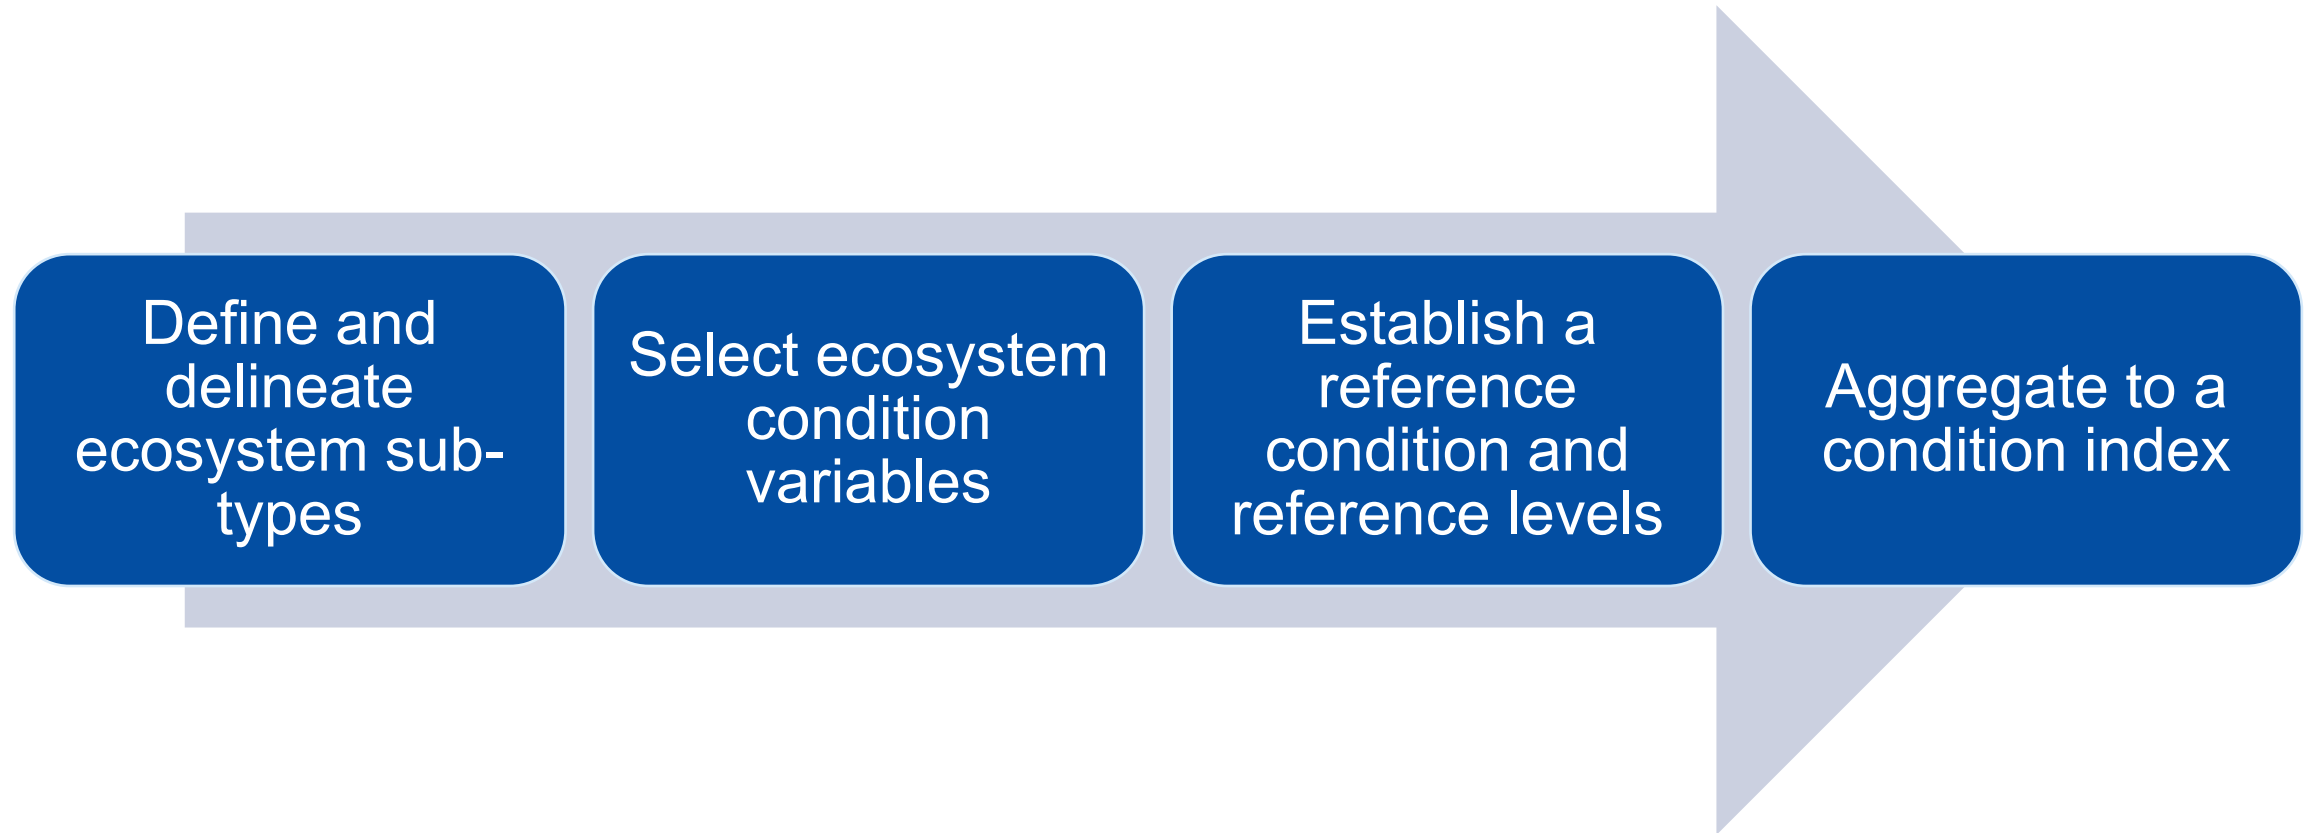 Define and
delineate
ecosystem sub-
types
Select ecosystem
condition
variables
Establish a
reference
condition and
reference levels
Aggregate to a
condition index